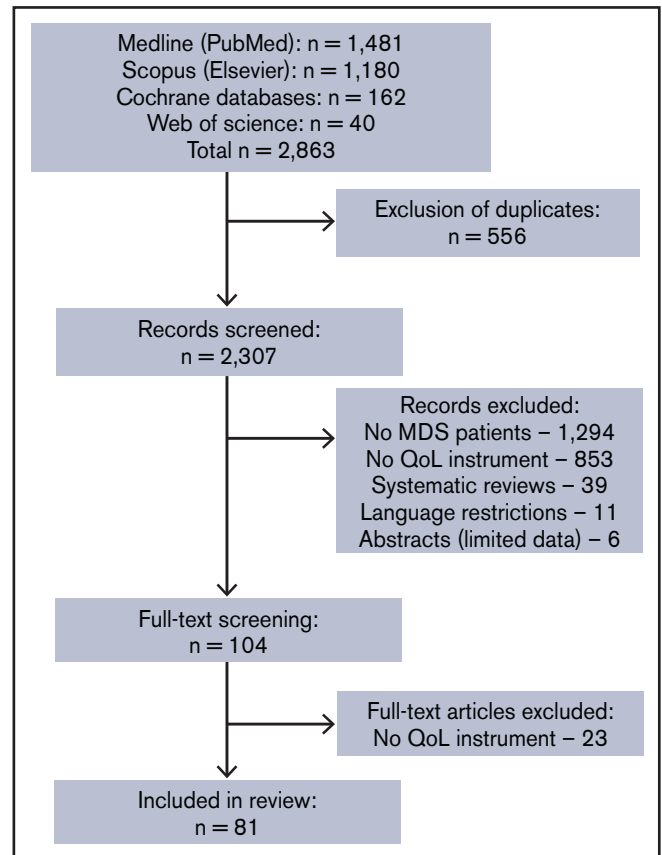 Medline (PubMed): n = 1,481
Scopus (Elsevier): n = 1,180
Cochrane databases: n = 162
Web of science: n = 40
Total n = 2,863
Exclusion of duplicates:
n = 556
Records screened:
n = 2,307
Records excluded:
No MDS patients – 1,294
No QoL instrument – 853
Systematic reviews – 39
Language restrictions – 11
Abstracts (limited data) – 6
Full-text screening:
n = 104
Full-text articles excluded:
No QoL instrument – 23
Included in review:
n = 81